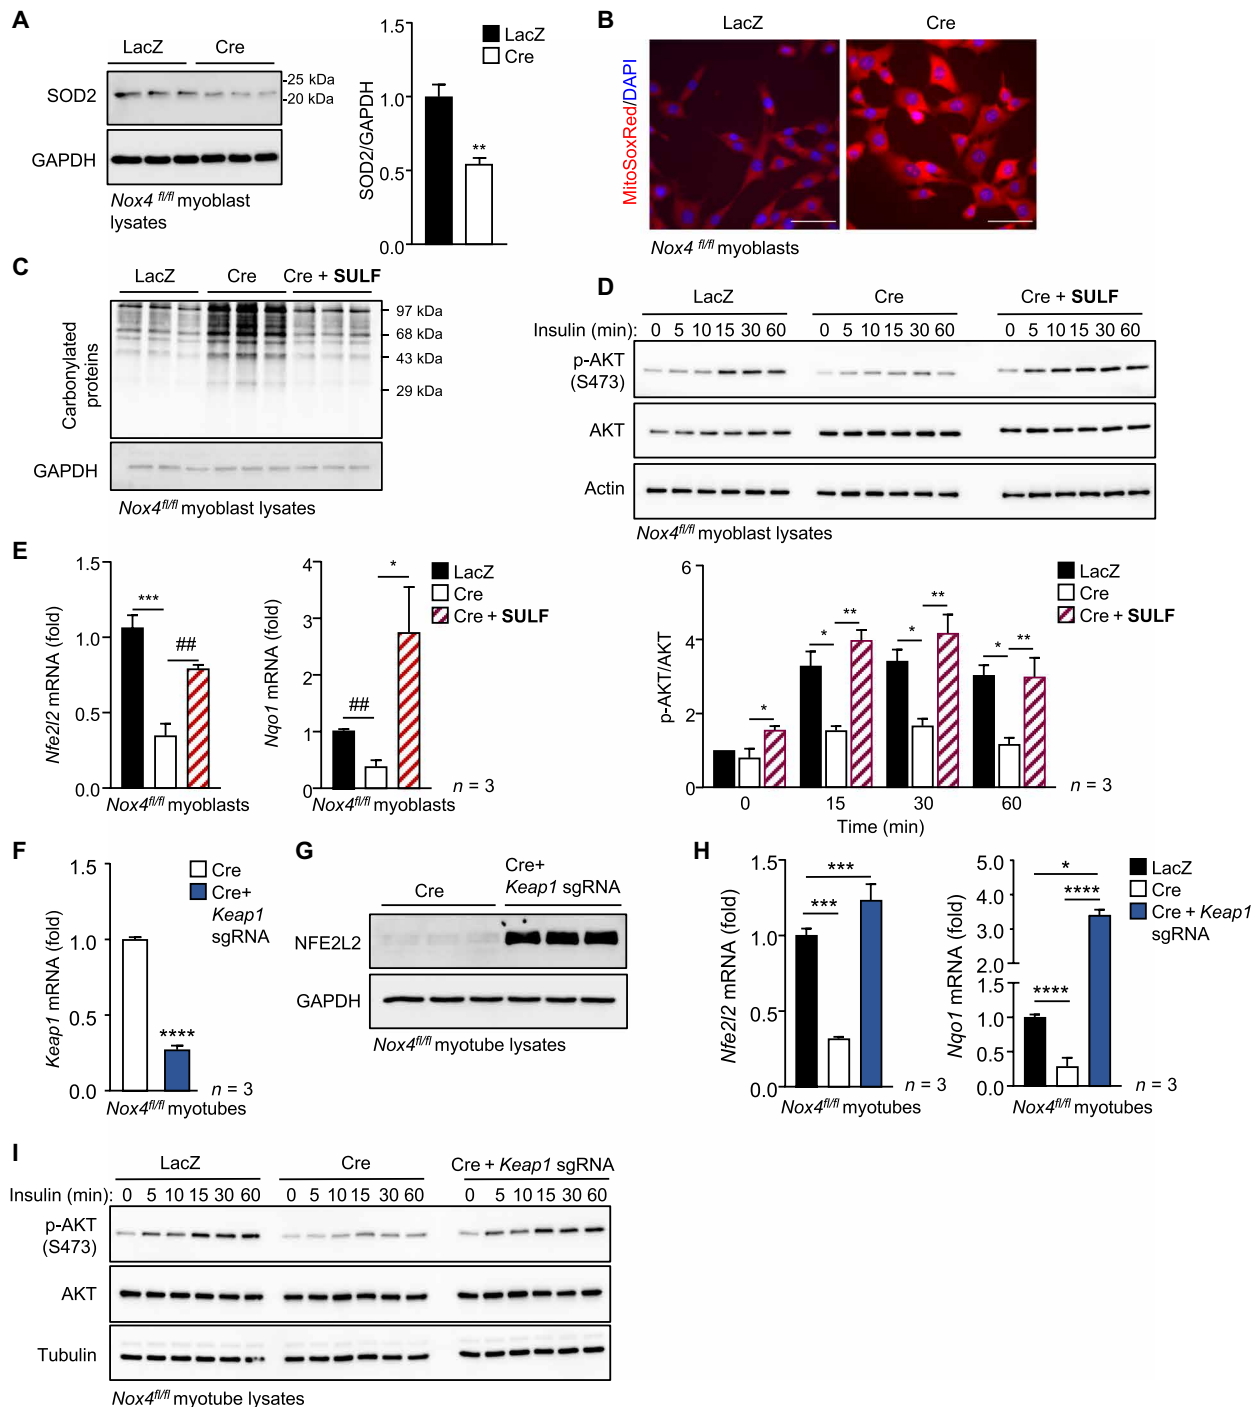 A
LacZ Cre
SOD2
25 kDa
20 kDa
GAPDH
Nox4 fl/fl myoblast
lysates
SOD2/GAPDH
1.5
1.0
0.5
0.0
**
LacZ
Cre
B
LacZ Cre
MitoSoxRed/DAPI
Nox4 fl/fl myoblasts
C
LacZ Cre Cre + SULF
Carbonylated
proteins
97 kDa
68 kDa
43 kDa
29 kDa
GAPDH
Nox4fl/fl myoblast lysates
D
LacZ Cre Cre + SULF
Insulin (min): 0 5 10 15 30 60 0 5 10 15 30 60 0 5 10 15 30 60
p-AKT
(S473)
AKT
Actin
Nox4fl/fl myoblast lysates
p-AKT/AKT
6
4
2
0
* * ** * ** * **
LacZ
Cre
Cre + SULF
0 15 30 60
Time (min)
n = 3
E
Nfe2l2 mRNA (fold)
1.5
1.0
0.5
0.0
***
##
Nox4fl/fl myoblasts
Nqo1 mRNA (fold)
4
3
2
1
0
*
##
LacZ
Cre
Cre + SULF
Nox4fl/fl myoblasts
n = 3
F
Keap1 mRNA (fold)
1.5
1.0
0.5
0.0
****
Cre
Cre+
Keap1
sgRNA
n = 3
Nox4fl/fl myotubes
G
Cre
Cre+
Keap1 sgRNA
NFE2L2
GAPDH
Nox4fl/fl myotube lysates
H
Nfe2l2 mRNA (fold)
1.5
1.0
0.5
0.0
***
***
n = 3
Nox4fl/fl myotubes
Nqo1 mRNA (fold)
5.0
4.0
3.0
2.0
1.5
1.0
0.5
0.0
*
****
****
LacZ
Cre
Cre + Keap1
sgRNA
n = 3
Nox4fl/fl myotubes
I
LacZ Cre Cre + Keap1 sgRNA
Insulin (min): 0 5 10 15 30 60 0 5 10 15 30 60 0 5 10 15 30 60
p-AKT
(S473)
AKT
Tubulin
Nox4fl/fl myotube lysates